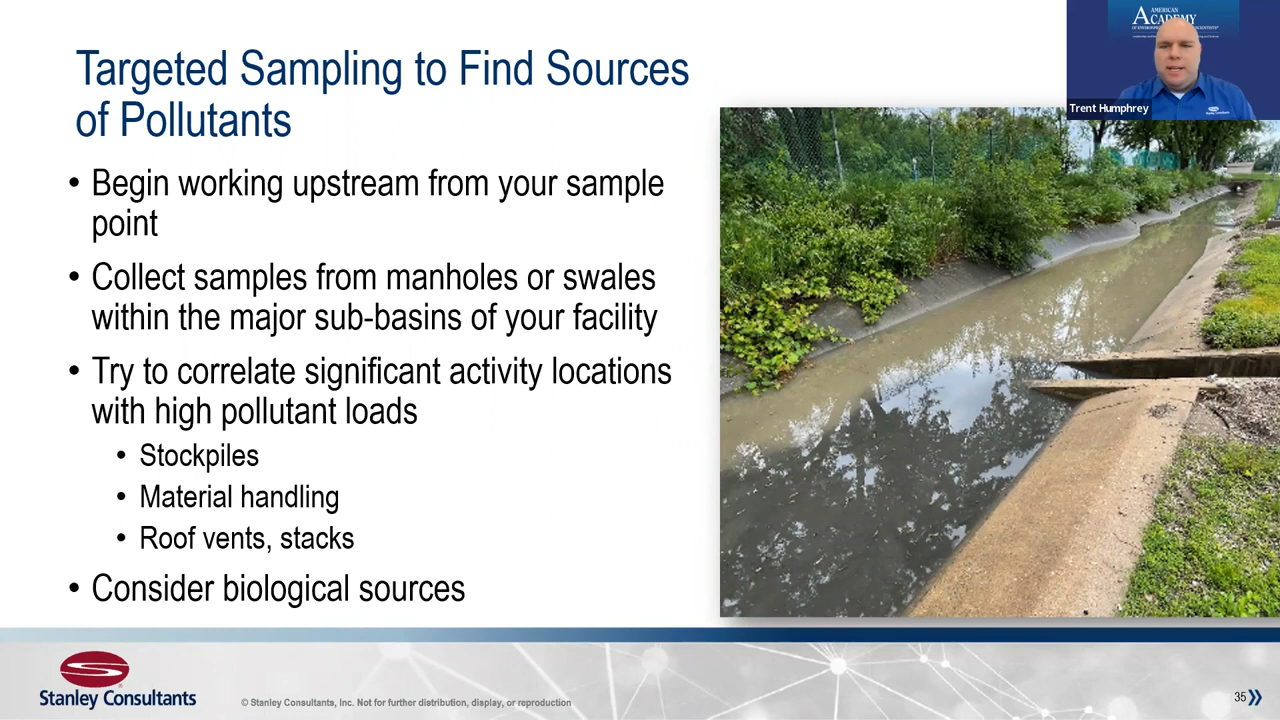 Targeted Sampling to Find Sources
of Pollutants
• Begin working upstream from your sample
point
• Collect samples from manholes or swales
within the major sub-basins of your facility
• Try to correlate significant activity locations
with high pollutant loads
• Stockpiles
• Material handling
• Roof vents, stacks
• Consider biological sources
AMERICAN
ACADEMY
Trent Humphrey
Stanley Consultants
© Stanley Consultants, Inc. Not for further distribution, display, or reproduction
35